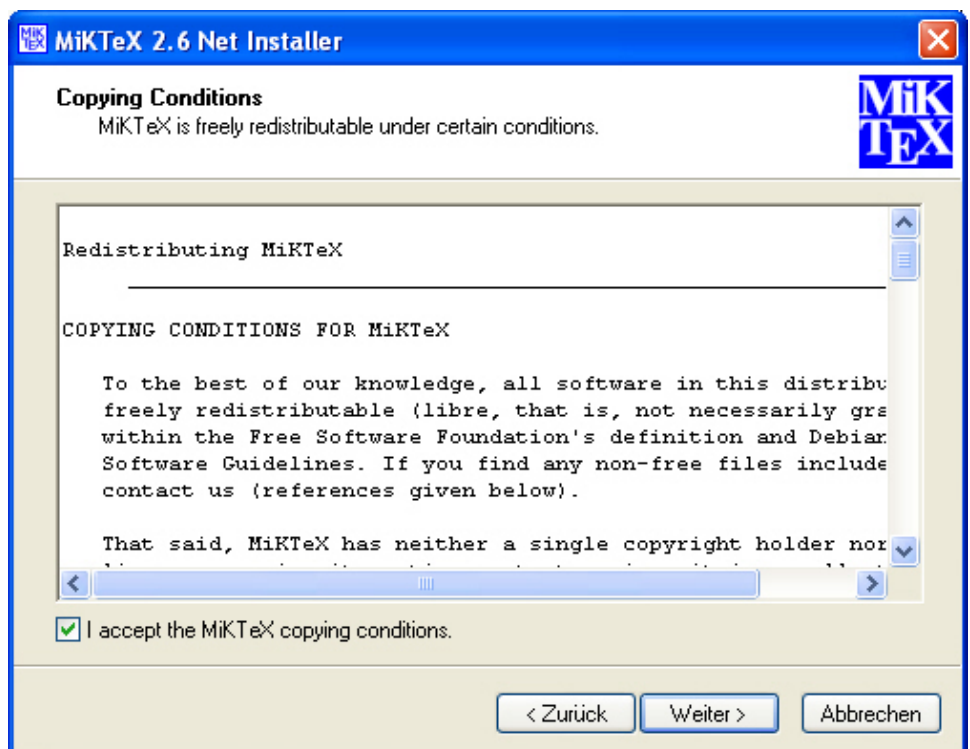 MiKTeX 2.6 Net Installer
Copying Conditions
MiKTeX is freely redistributable under certain conditions.
MiK
TEX
Redistributing MiKTeX
COPYING CONDITIONS FOR MiKTeX
To the best of our knowledge, all software in this distribu
freely redistributable (libre, that is, not necessarily gra
within the Free Software Foundation's definition and Debian
Software Guidelines. If you find any non-free files include
contact us (references given below).
That said, MiKTeX has neither a single copyright holder nor
I accept the MiKTeX copying conditions.
< Zurück
Weiter >
Abbrechen